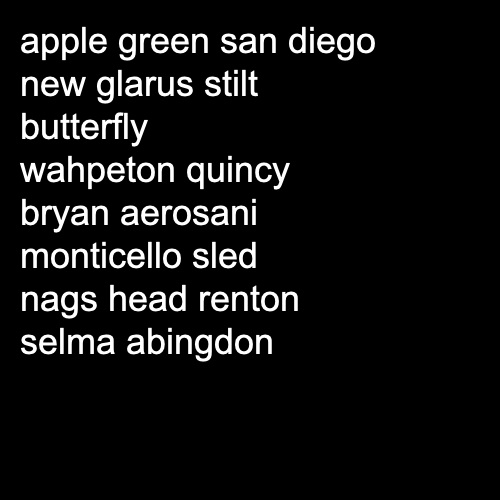 apple green san diego
new glarus stilt
butterfly
wahpeton quincy
bryan aerosani
monticello sled
nags head renton
selma abingdon